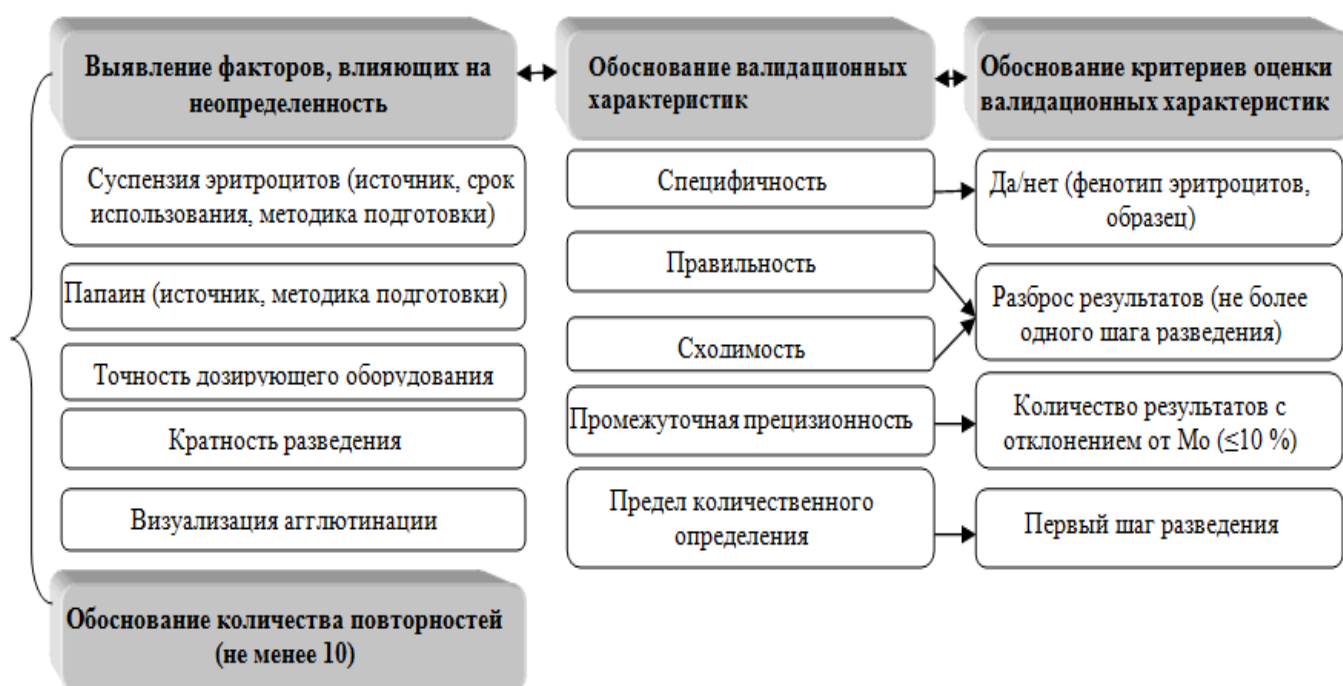 Выявление факторов, влияющих на
неопределенность
Суспензия эритроцитов (источник, срок
использования, методика подготовки)
Папаин (источник, методика подготовки)
Точность дозирующего оборудования
Кратность разведения
Визуализация агглютинации
Обоснование количества повторностей
(не менее 10)
Обоснование валидационных
характеристик
Специфичность
Правильность
Сходимость
Промежуточная прецизионность
Предел количественного
определения
Обоснование критериев оценки
валидационных характеристик
Да/нет (фенотип эритроцитов,
образец)
Разброс результатов (не более
одного шага разведения)
Количество результатов с
отклонением от Мо (≤10 %)
Первый шаг разведения